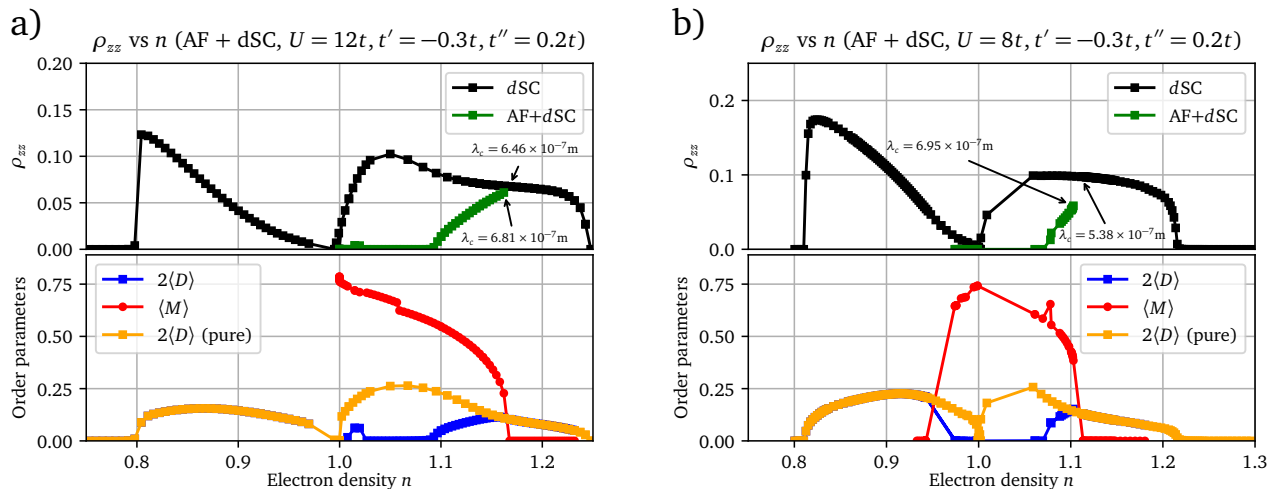 a)
ρzz vs n (AF + dSC, U = 12t, t′ = −0.3t, t″ = 0.2t)
0.20
0.15
0.10
0.05
0.00
ρzz
dSC
AF+dSC
λc = 6.46 × 10⁻⁷m
λc = 6.81 × 10⁻⁷m
0.75
0.50
0.25
0.00
Order parameters
2⟨D⟩
⟨M⟩
2⟨D⟩ (pure)
0.8 0.9 1.0 1.1 1.2
Electron density n
b)
ρzz vs n (AF + dSC, U = 8t, t′ = −0.3t, t″ = 0.2t)
0.2
0.1
0.0
ρzz
dSC
AF+dSC
λc = 6.95 × 10⁻⁷m
λc = 5.38 × 10⁻⁷m
0.75
0.50
0.25
0.00
Order parameters
2⟨D⟩
⟨M⟩
2⟨D⟩ (pure)
0.8 0.9 1.0 1.1 1.2 1.3
Electron density n